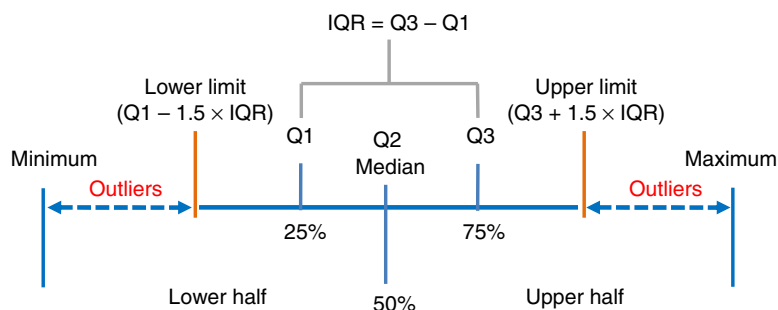 IQR = Q3 – Q1
Lower limit
(Q1 – 1.5 × IQR)
Upper limit
(Q3 + 1.5 × IQR)
Q1
Q2
Median
Q3
Minimum
Maximum
Outliers
Outliers
25%
75%
Lower half
50%
Upper half